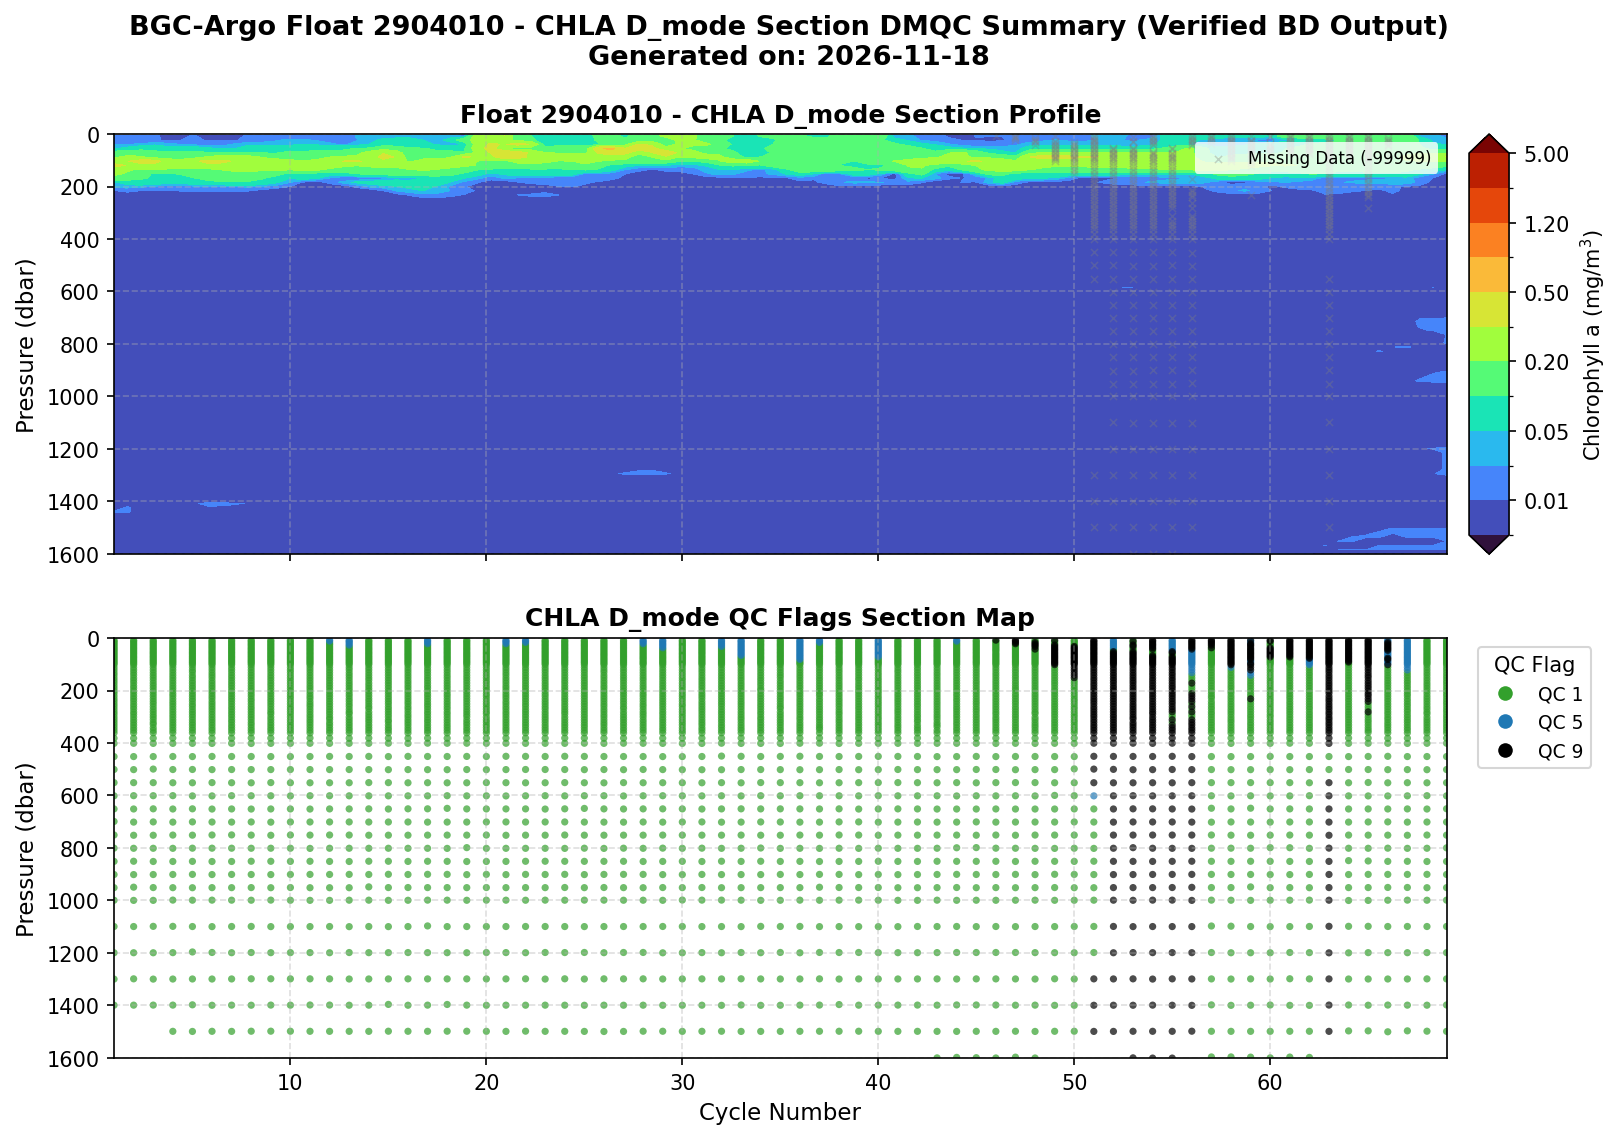 BGC-Argo Float 2904010 - CHLA D_mode Section DMQC Summary (Verified BD Output)
Generated on: 2026-11-18
Float 2904010 - CHLA D_mode Section Profile
Pressure (dbar)
0
200
400
600
800
1000
1200
1400
1600
Missing Data (-99999)
5.00
1.20
0.50
0.20
0.05
0.01
Chlorophyll a (mg/m³)
CHLA D_mode QC Flags Section Map
Pressure (dbar)
0
200
400
600
800
1000
1200
1400
1600
10 20 30 40 50 60
Cycle Number
QC Flag
QC 1
QC 5
QC 9